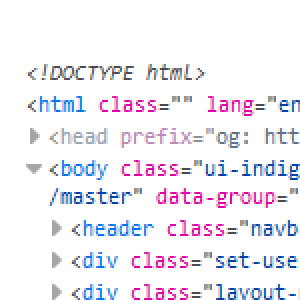 <!DOCTYPE html>
<html class="" lang="en
<head prefix="og: htt
<body class="ui-indig
/master" data-group="
<header class="navb
<div class="set-use
<div class="layout-